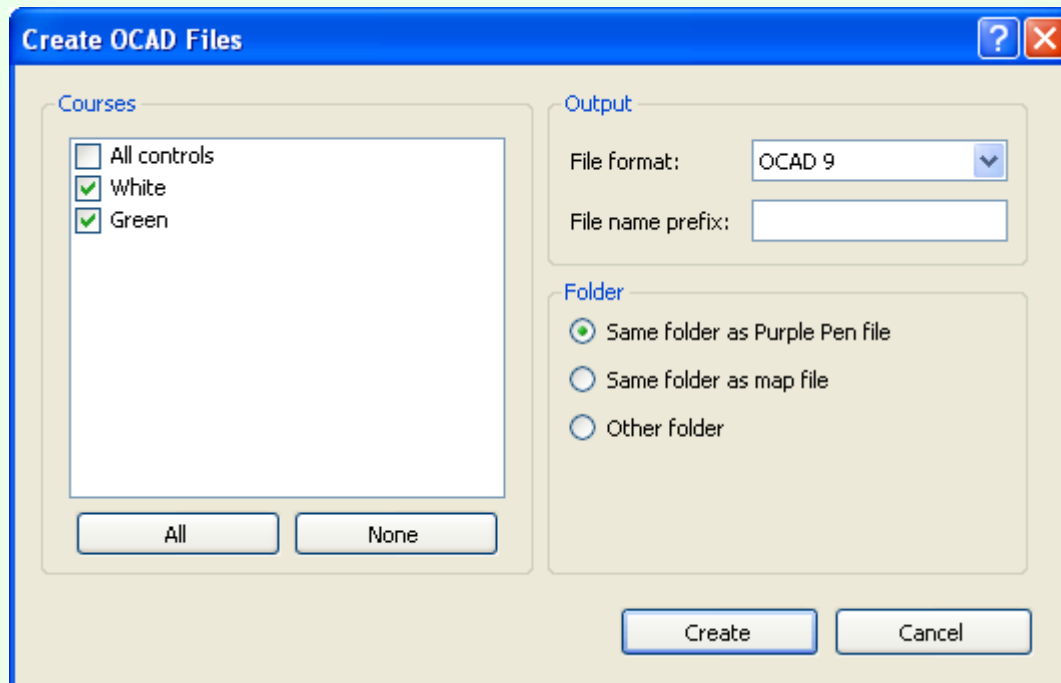 Create OCAD Files
?
Courses
All controls
White
Green
All
None
Output
File format:
OCAD 9
File name prefix:
Folder
Same folder as Purple Pen file
Same folder as map file
Other folder
Create
Cancel